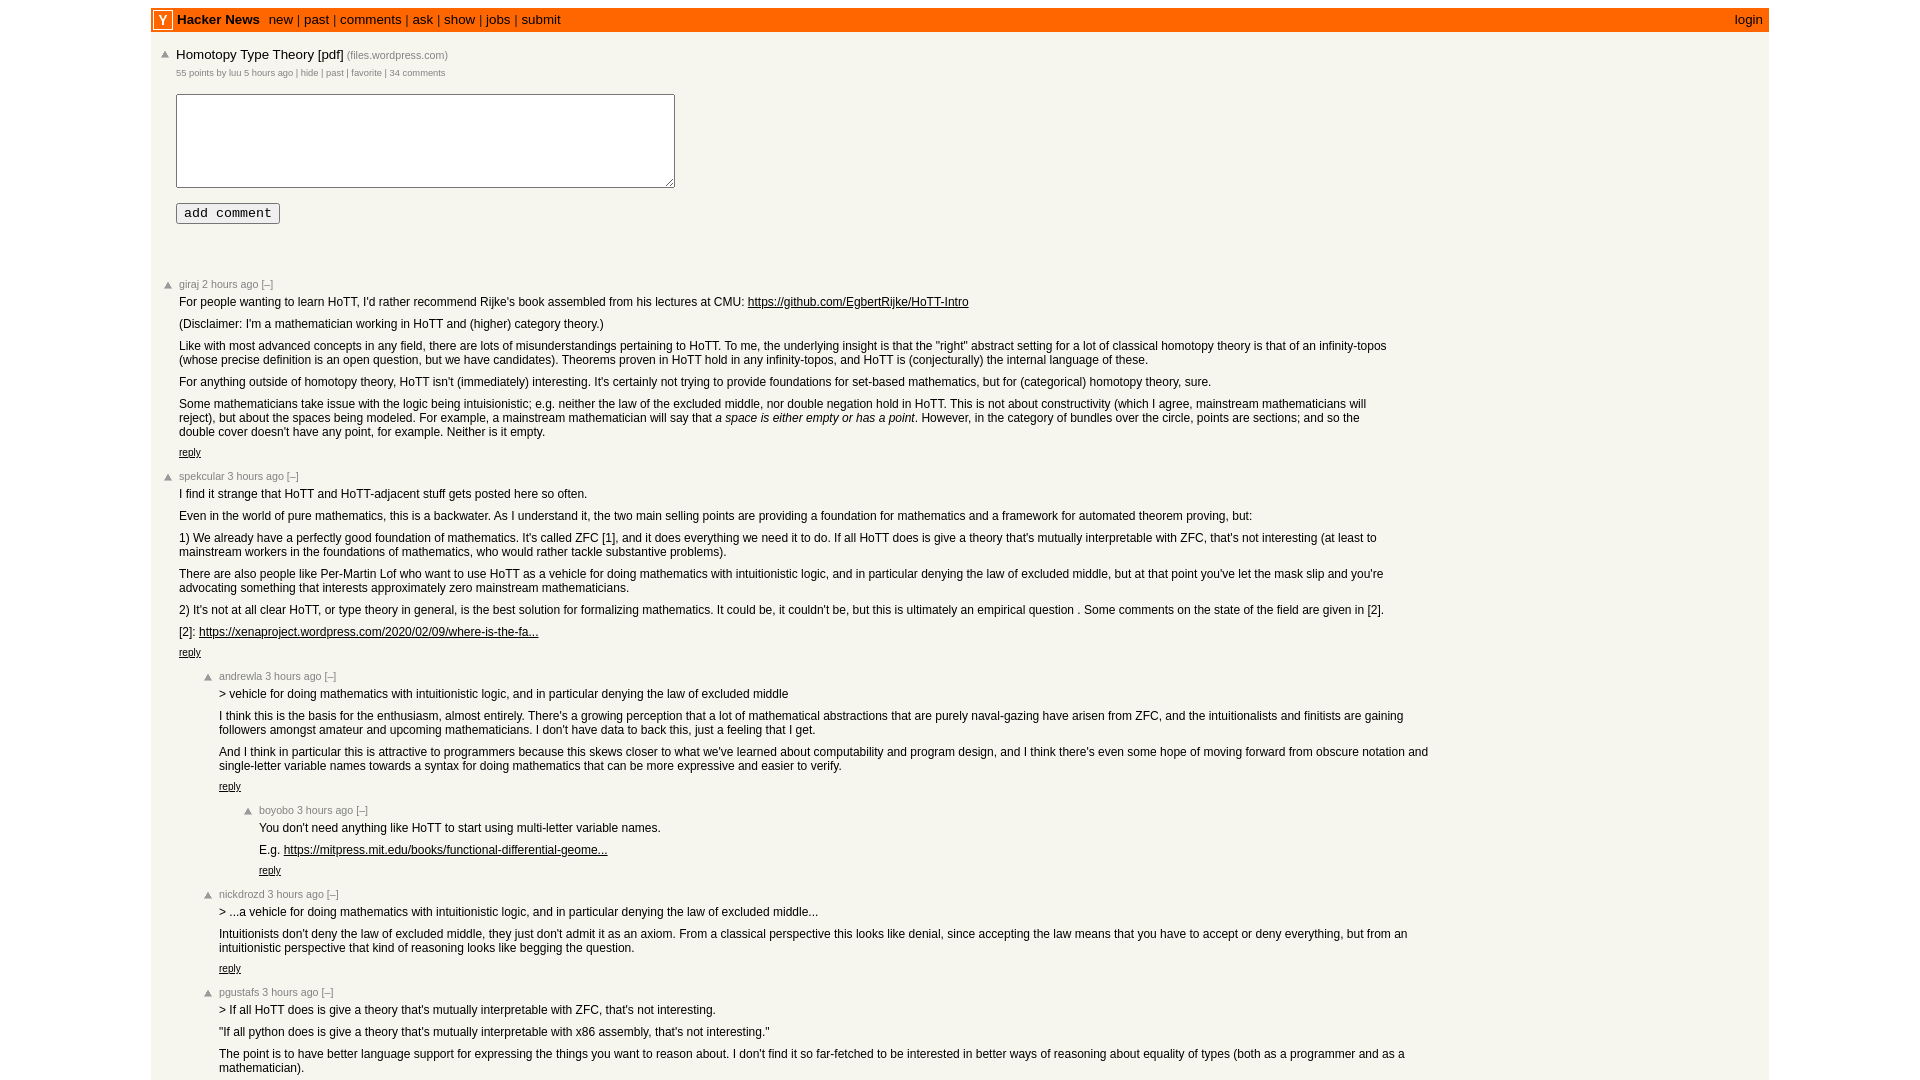 Y Hacker News new | past | comments | ask | show | jobs | submit login
Homotopy Type Theory [pdf] (files.wordpress.com)
55 points by luu 5 hours ago | hide | past | favorite | 34 comments
add comment
giraj 2 hours ago [–]
For people wanting to learn HoTT, I'd rather recommend Rijke's book assembled from his lectures at CMU: https://github.com/EgbertRijke/HoTT-Intro
(Disclaimer: I'm a mathematician working in HoTT and (higher) category theory.)
Like with most advanced concepts in any field, there are lots of misunderstandings pertaining to HoTT. To me, the underlying insight is that the "right" abstract setting for a lot of classical homotopy theory is that of an infinity-topos
(whose precise definition is an open question, but we have candidates). Theorems proven in HoTT hold in any infinity-topos, and HoTT is (conjecturally) the internal language of these.
For anything outside of homotopy theory, HoTT isn't (immediately) interesting. It's certainly not trying to provide foundations for set-based mathematics, but for (categorical) homotopy theory, sure.
Some mathematicians take issue with the logic being intuisionistic; e.g. neither the law of the excluded middle, nor double negation hold in HoTT. This is not about constructivity (which I agree, mainstream mathematicians will
reject), but about the spaces being modeled. For example, a mainstream mathematician will say that a space is either empty or has a point. However, in the category of bundles over the circle, points are sections; and so the
double cover doesn't have any point, for example. Neither is it empty.
reply
spekcular 3 hours ago [–]
I find it strange that HoTT and HoTT-adjacent stuff gets posted here so often.
Even in the world of pure mathematics, this is a backwater. As I understand it, the two main selling points are providing a foundation for mathematics and a framework for automated theorem proving, but:
1) We already have a perfectly good foundation of mathematics. It's called ZFC [1], and it does everything we need it to do. If all HoTT does is give a theory that's mutually interpretable with ZFC, that's not interesting (at least to
mainstream workers in the foundations of mathematics, who would rather tackle substantive problems).
There are also people like Per-Martin Lof who want to use HoTT as a vehicle for doing mathematics with intuitionistic logic, and in particular denying the law of excluded middle, but at that point you've let the mask slip and you're
advocating something that interests approximately zero mainstream mathematicians.
2) It's not at all clear HoTT, or type theory in general, is the best solution for formalizing mathematics. It could be, it couldn't be, but this is ultimately an empirical question . Some comments on the state of the field are given in [2].
[2]: https://xenaproject.wordpress.com/2020/02/09/where-is-the-fa...
reply
andrewla 3 hours ago [–]
> vehicle for doing mathematics with intuitionistic logic, and in particular denying the law of excluded middle
I think this is the basis for the enthusiasm, almost entirely. There's a growing perception that a lot of mathematical abstractions that are purely naval-gazing have arisen from ZFC, and the intuitionalists and finitists are gaining
followers amongst amateur and upcoming mathematicians. I don't have data to back this, just a feeling that I get.
And I think in particular this is attractive to programmers because this skews closer to what we've learned about computability and program design, and I think there's even some hope of moving forward from obscure notation and
single-letter variable names towards a syntax for doing mathematics that can be more expressive and easier to verify.
reply
boyobo 3 hours ago [–]
You don't need anything like HoTT to start using multi-letter variable names.
E.g. https://mitpress.mit.edu/books/functional-differential-geome...
reply
nickdrozd 3 hours ago [–]
> ...a vehicle for doing mathematics with intuitionistic logic, and in particular denying the law of excluded middle...
Intuitionists don't deny the law of excluded middle, they just don't admit it as an axiom. From a classical perspective this looks like denial, since accepting the law means that you have to accept or deny everything, but from an
intuitionistic perspective that kind of reasoning looks like begging the question.
reply
pgustafs 3 hours ago [–]
> If all HoTT does is give a theory that's mutually interpretable with ZFC, that's not interesting.
"If all python does is give a theory that's mutually interpretable with x86 assembly, that's not interesting."
The point is to have better language support for expressing the things you want to reason about. I don't find it so far-fetched to be interested in better ways of reasoning about equality of types (both as a programmer and as a
mathematician).